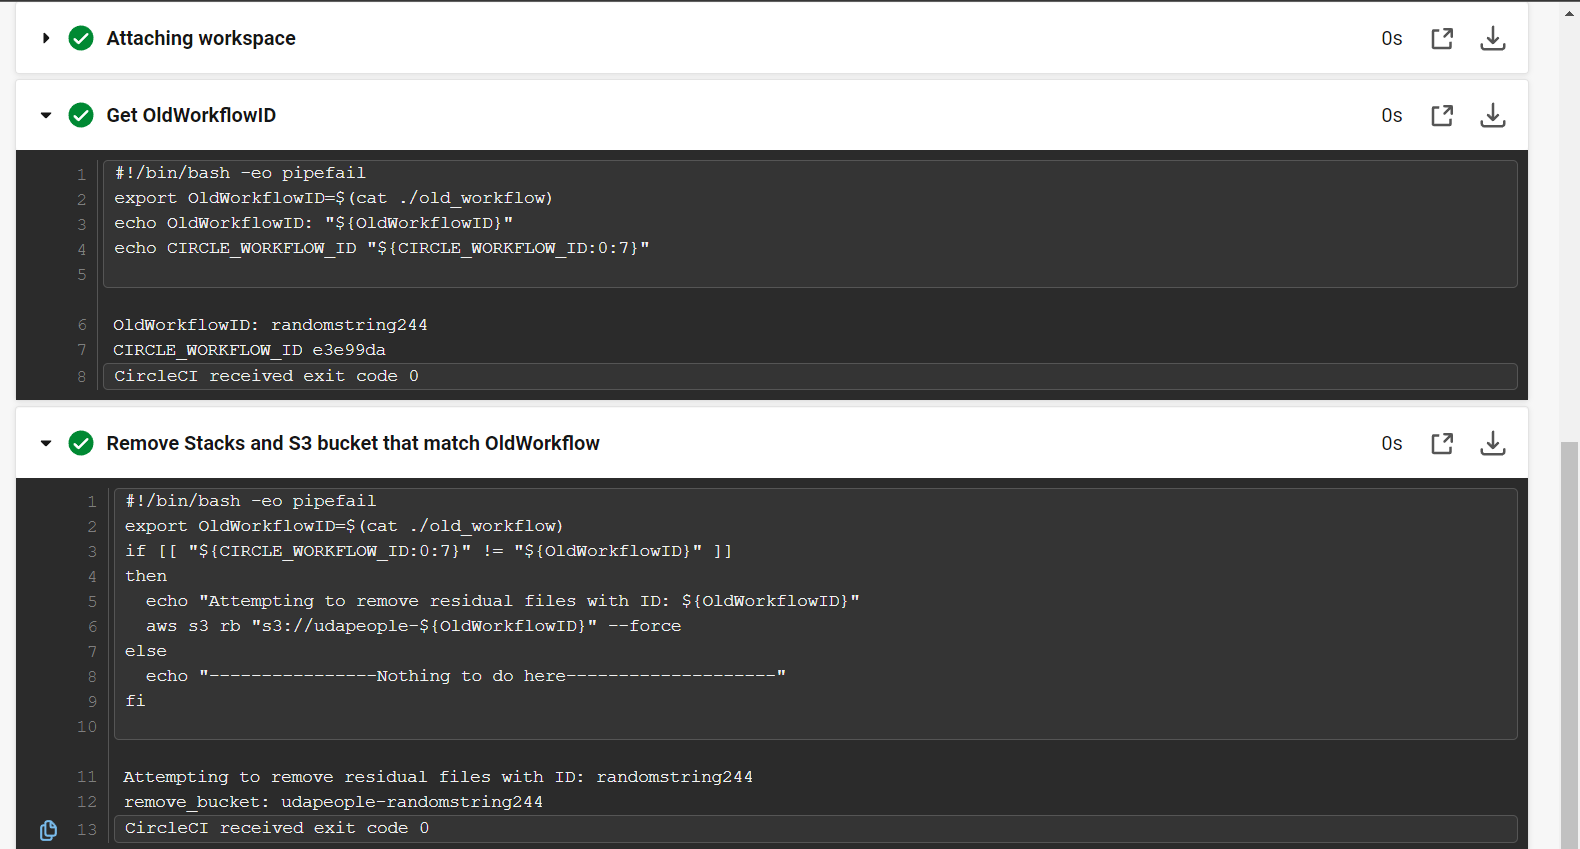 Attaching workspace 0s
Get OldWorkflowID 0s
1 #!/bin/bash -eo pipefail
2 export OldWorkflowID=$(cat ./old_workflow)
3 echo OldWorkflowID: "${OldWorkflowID}"
4 echo CIRCLE_WORKFLOW_ID "${CIRCLE_WORKFLOW_ID:0:7}"
5
6 OldWorkflowID: randomstring244
7 CIRCLE_WORKFLOW_ID e3e99da
8 CircleCI received exit code 0
Remove Stacks and S3 bucket that match OldWorkflow 0s
1 #!/bin/bash -eo pipefail
2 export OldWorkflowID=$(cat ./old_workflow)
3 if [[ "${CIRCLE_WORKFLOW_ID:0:7}" != "${OldWorkflowID}" ]]
4 then
5 echo "Attempting to remove residual files with ID: ${OldWorkflowID}"
6 aws s3 rb "s3://udapeople-${OldWorkflowID}" --force
7 else
8 echo "----------------Nothing to do here--------------------"
9 fi
10
11 Attempting to remove residual files with ID: randomstring244
12 remove_bucket: udapeople-randomstring244
13 CircleCI received exit code 0